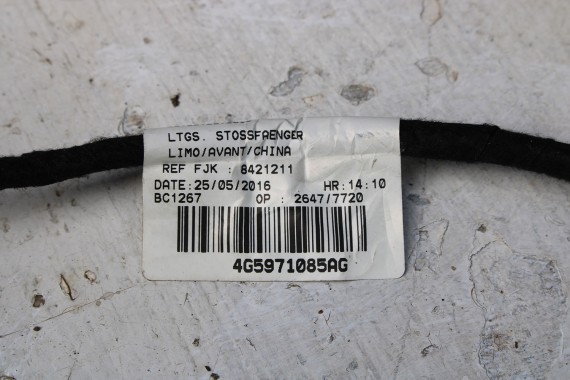 LTGS. STOSSFAENGER
LIMO/AVANT/CHINA
REF FJK : 8421211
DATE:25/05/2016 HR:14:10
BC1267 OP : 2647/7720
4G5971085AG